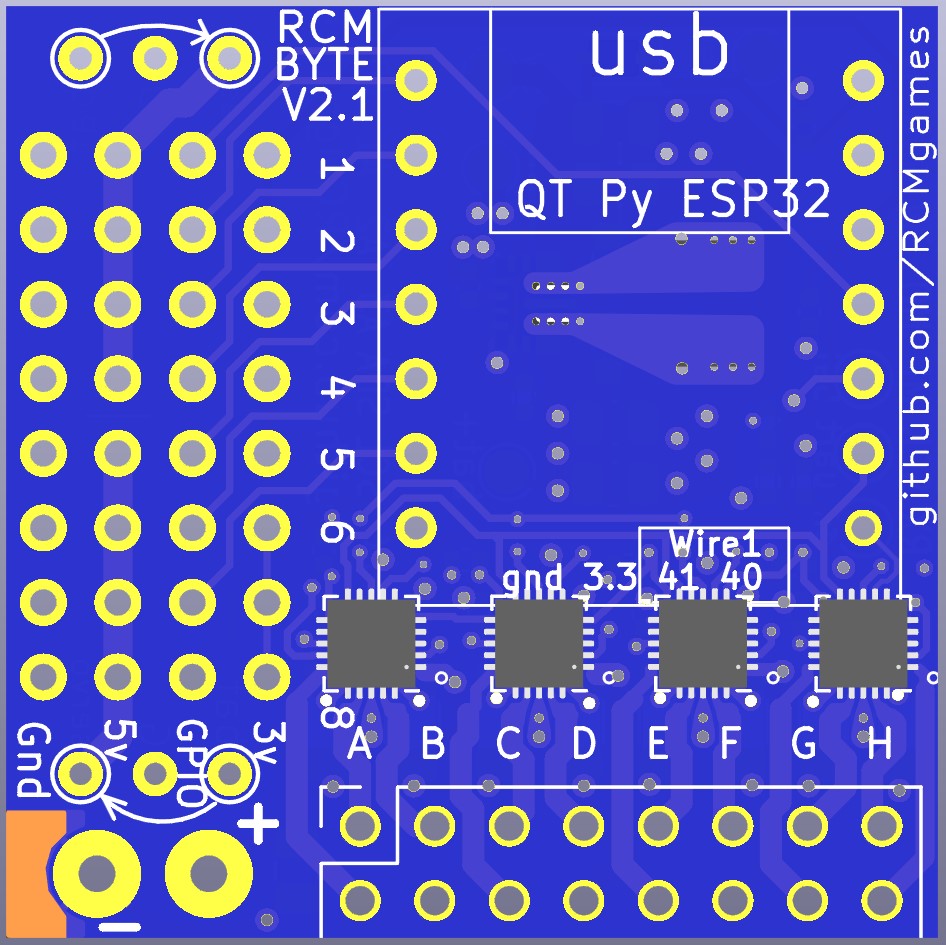 RCM
BYTE
V2.1
usb
QT Py ESP32
github.com/RCMgames
1
2
3
4
5
6
8
Wire1
gnd 3.3 41 40
Gnd
5v
GPIO
3v
A B C D E F G H
+
-